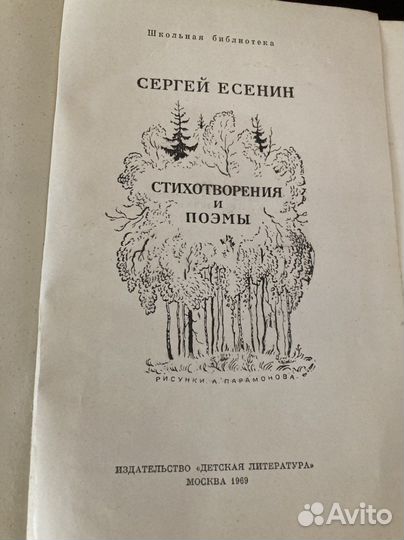 Школьная библиотека
СЕРГЕЙ ЕСЕНИН
СТИХОТВОРЕНИЯ
И
ПОЭМЫ
РИСУНКИ А. ПАРАМОНОВА
ИЗДАТЕЛЬСТВО «ДЕТСКАЯ ЛИТЕРАТУРА»
МОСКВА 1969
Avito